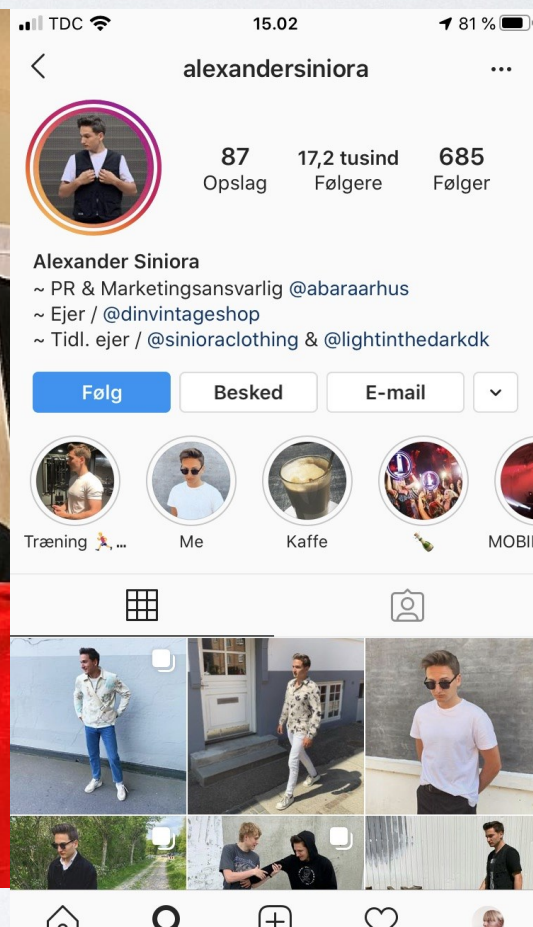 TDC 15.02 81 %
alexandersiniora
87 17,2 tusind 685
Opslag Følgere Følger
Alexander Siniora
~ PR & Marketingsansvarlig @abaraarhus
~ Ejer / @dinvintageshop
~ Tidl. ejer / @sinioraclothing & @lightinthedarkdk
Følg Besked E-mail
Træning 🏃... Me Kaffe 🍾